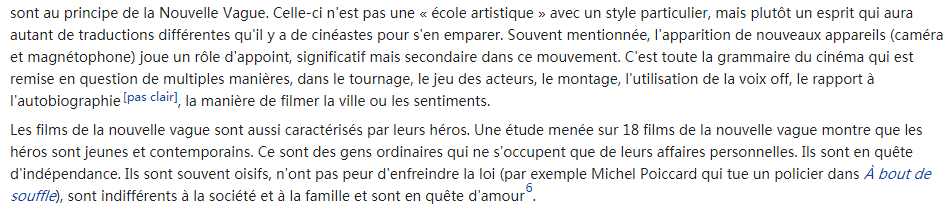 sont au principe de la Nouvelle Vague. Celle-ci n'est pas une « école artistique » avec un style particulier, mais plutôt un esprit qui aura
autant de traductions différentes qu'il y a de cinéastes pour s'en emparer. Souvent mentionnée, l'apparition de nouveaux appareils (caméra
et magnétophone) joue un rôle d'appoint, significatif mais secondaire dans ce mouvement. C'est toute la grammaire du cinéma qui est
remise en question de multiples manières, dans le tournage, le jeu des acteurs, le montage, l'utilisation de la voix off, le rapport à
l'autobiographie [pas clair], la manière de filmer la ville ou les sentiments.
Les films de la nouvelle vague sont aussi caractérisés par leurs héros. Une étude menée sur 18 films de la nouvelle vague montre que les
héros sont jeunes et contemporains. Ce sont des gens ordinaires qui ne s'occupent que de leurs affaires personnelles. Ils sont en quête
d'indépendance. Ils sont souvent oisifs, n'ont pas peur d'enfreindre la loi (par exemple Michel Poiccard qui tue un policier dans À bout de
souffle), sont indifférents à la société et à la famille et sont en quête d'amour6.